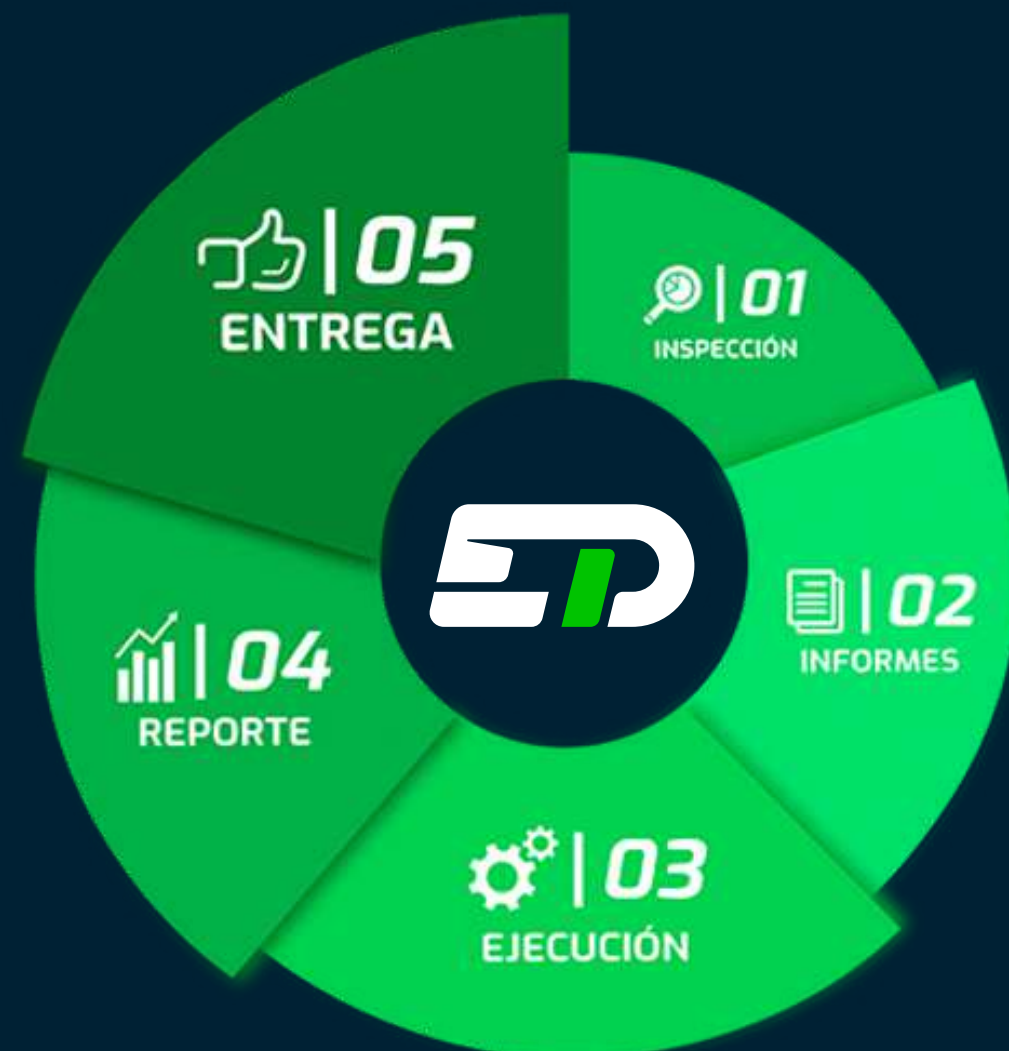 | 01
INSPECCIÓN
| 02
INFORMES
| 03
EJECUCIÓN
| 04
REPORTE
| 05
ENTREGA